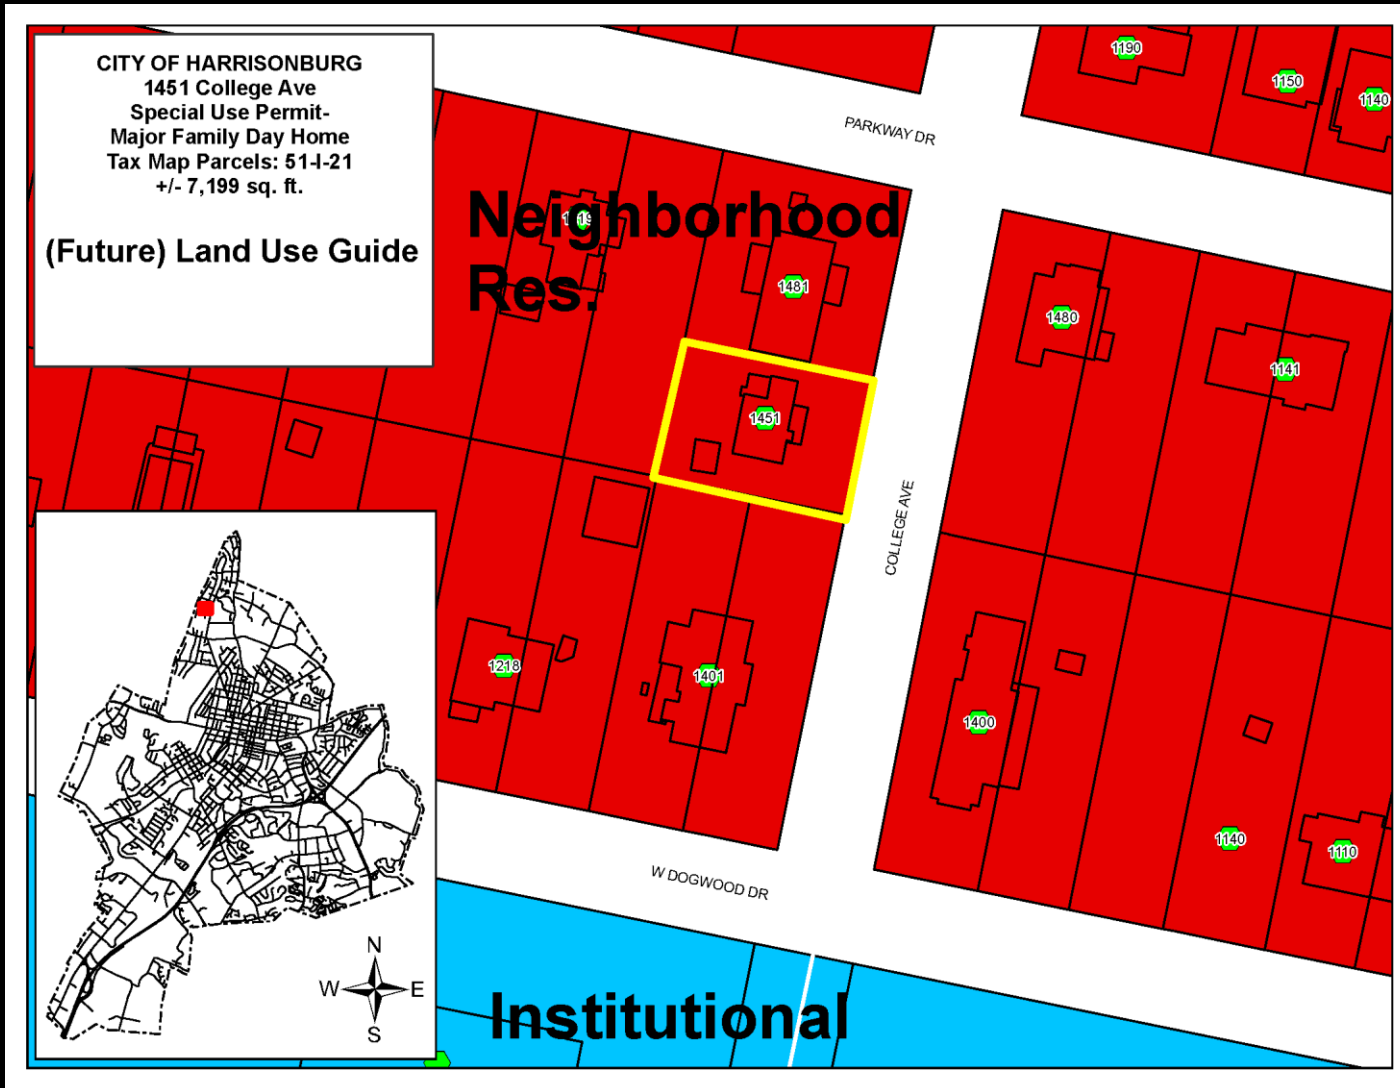 CITY OF HARRISONBURG
1451 College Ave
Special Use Permit-
Major Family Day Home
Tax Map Parcels: 51-I-21
+/- 7,199 sq. ft.
(Future) Land Use Guide
1190
1150
1140
PARKWAY DR
Neighborhood
Res.
1481
1480
1141
1451
COLLEGE AVE
1218
1401
1400
1140
1110
W DOGWOOD DR
Institutional
N
W E
S